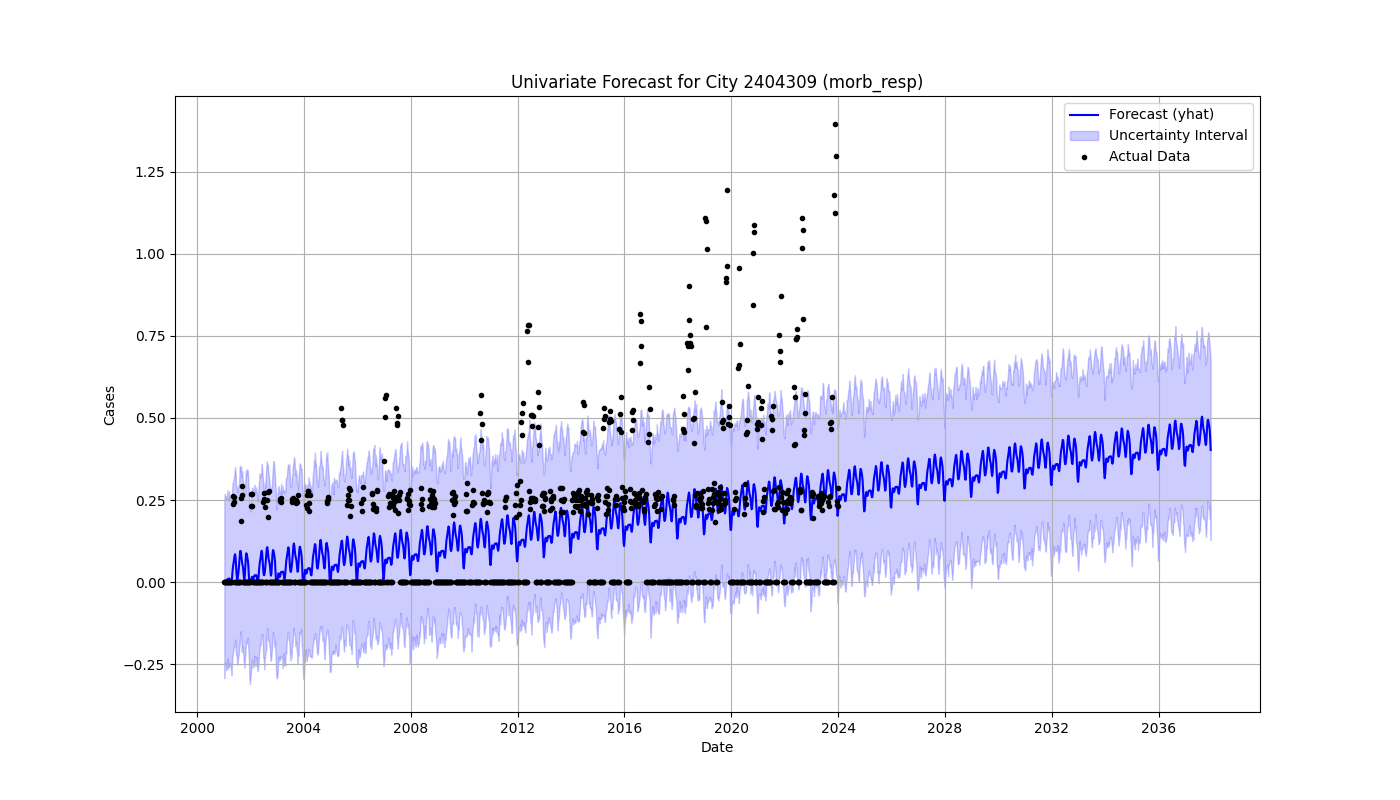 Univariate Forecast for City 2404309 (morb_resp)
Forecast (yhat)
Uncertainty Interval
Actual Data
Cases
1.25
1.00
0.75
0.50
0.25
0.00
−0.25
2000 2004 2008 2012 2016 2020 2024 2028 2032 2036
Date